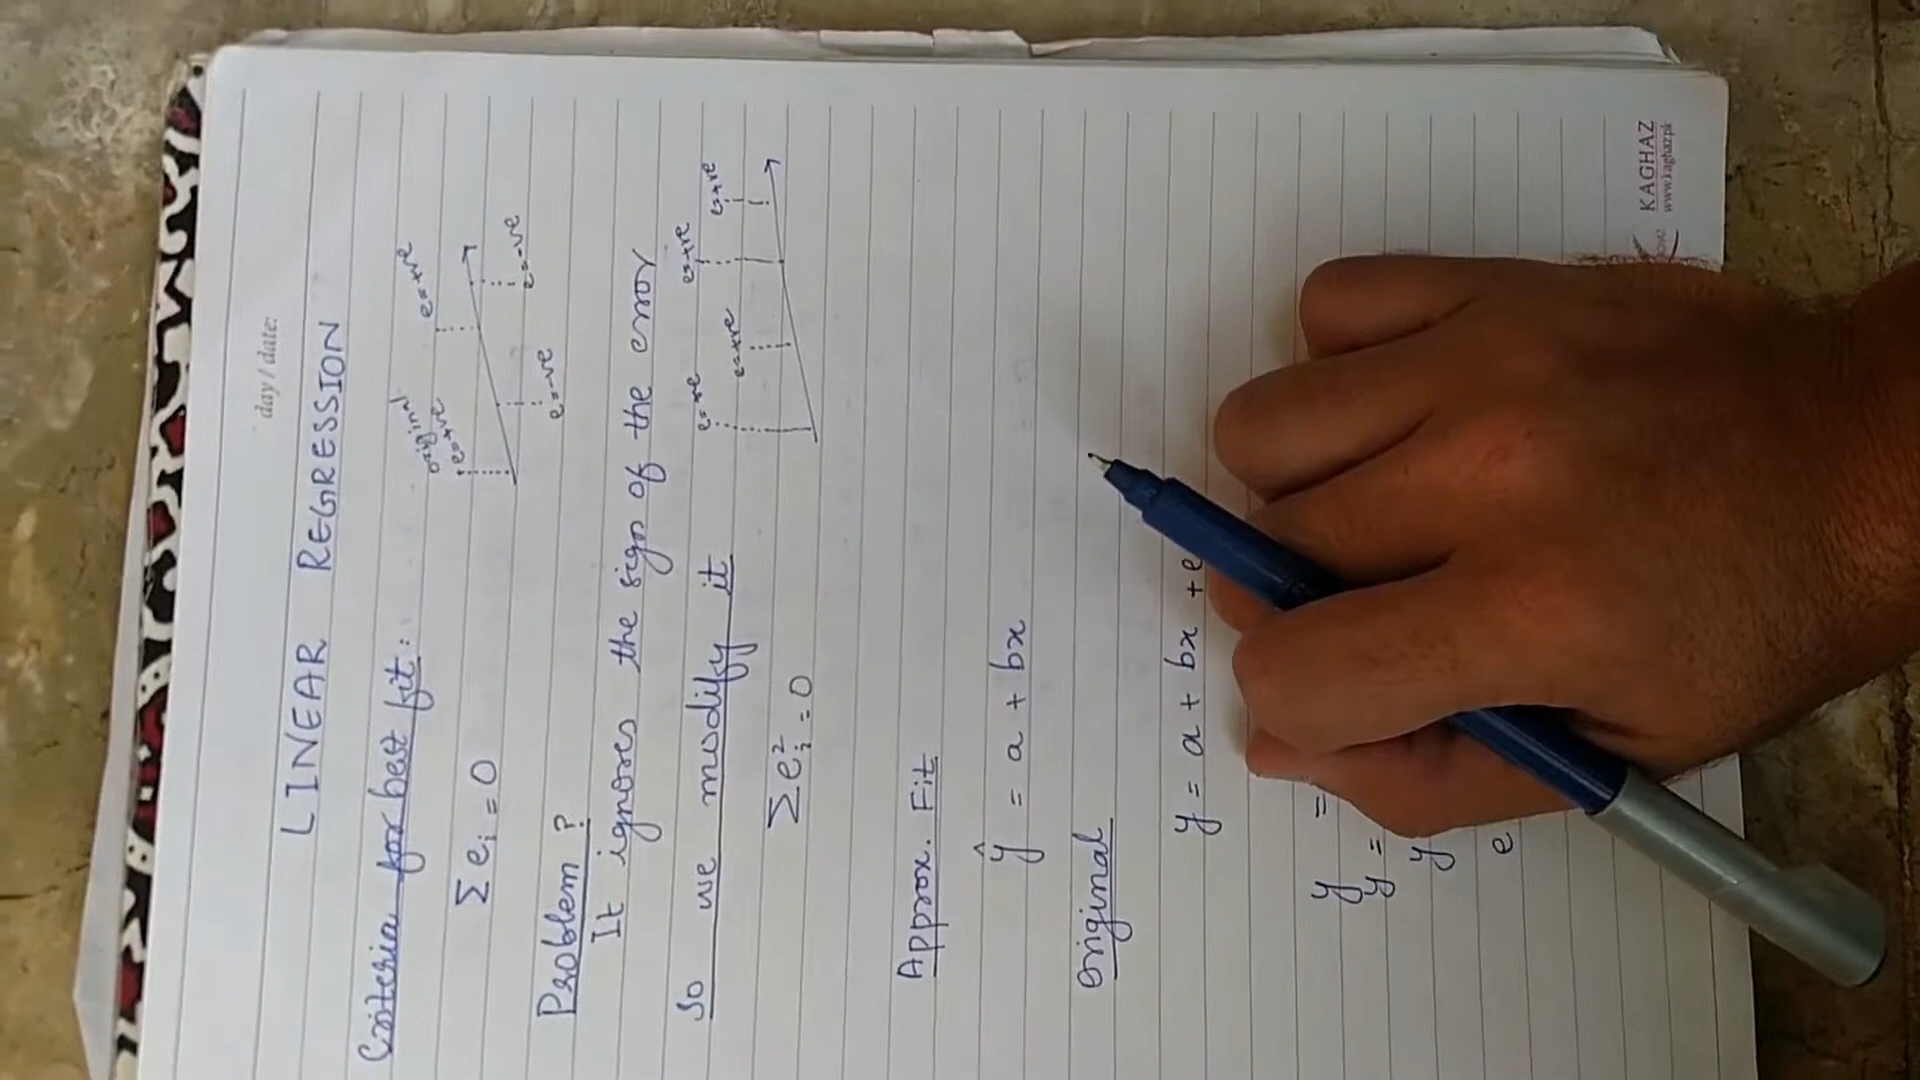 day / date:
LINEAR REGRESSION
Criteria for best fit:
∑ eᵢ = 0
original
e=+ve
e=+ve
e=-ve
e=-ve
Problem ?
It ignores the sign of the error
So we modify it
∑ eᵢ² = 0
e=+ve
e=+ve
e=+ve
e=+ve
Approx. Fit
ŷ = a + bx
Original
y = a + bx + e
y =
y =
y
e
KAGHAZ
www.kaghaz.pk